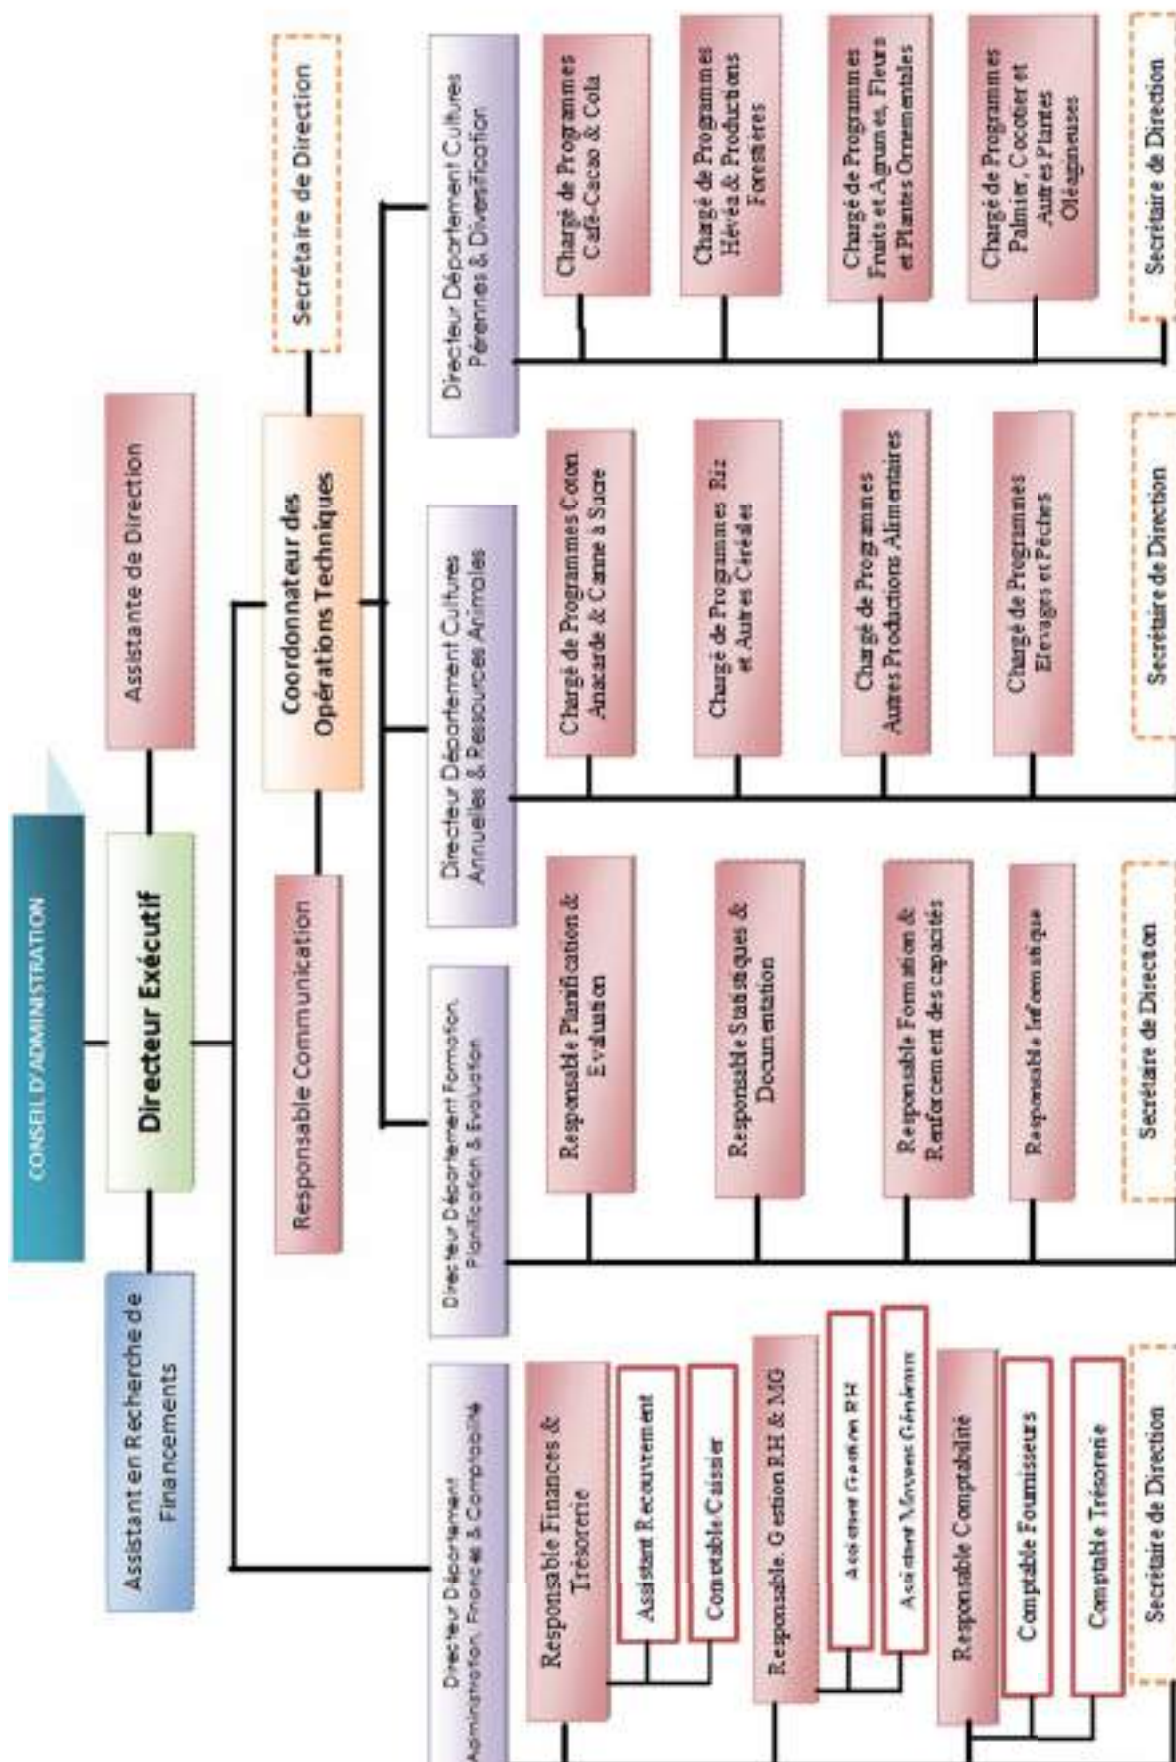 CONSEIL D'ADMINISTRATION
Assistant en Recherche de
Financements
Directeur Exécutif
Assistante de Direction
Responsable Communication
Coordonnateur des
Opérations Techniques
Secrétaire de Direction
Directeur Département
Administration, Finances & Comptabilité
Responsable Finances &
Trésorerie
Assistant Recouvrement
Comptable Caissier
Responsable. Gestion RH & MG
Assistant Gestion RH
Assistant Moyens Généraux
Responsable Comptabilité
Comptable Fournisseurs
Comptable Trésorerie
Secrétaire de Direction
Directeur Département Formation,
Planification & Evaluation
Responsable Planification &
Evaluation
Responsable Statistiques &
Documentation
Responsable Formation &
Renforcement des capacités
Responsable Informatique
Secrétaire de Direction
Directeur Département Cultures
Annuelles & Ressources Animales
Chargé de Programmes Coton
Anacarde & Canne à Sucre
Chargé de Programmes Riz
et Autres Céréales
Chargé de Programmes
Autres Productions Alimentaires
Chargé de Programmes
Elevages et Pêches
Secrétaire de Direction
Directeur Département Cultures
Pérennes & Diversification
Chargé de Programmes
Café-Cacao & Cola
Chargé de Programmes
Hévéa & Productions
Forestières
Chargé de Programmes
Fruits et Agrumes, Fleurs
et Plantes Ornementales
Chargé de Programmes
Palmier, Cocotier et
Autres Plantes
Oléagineuses
Secrétaire de Direction